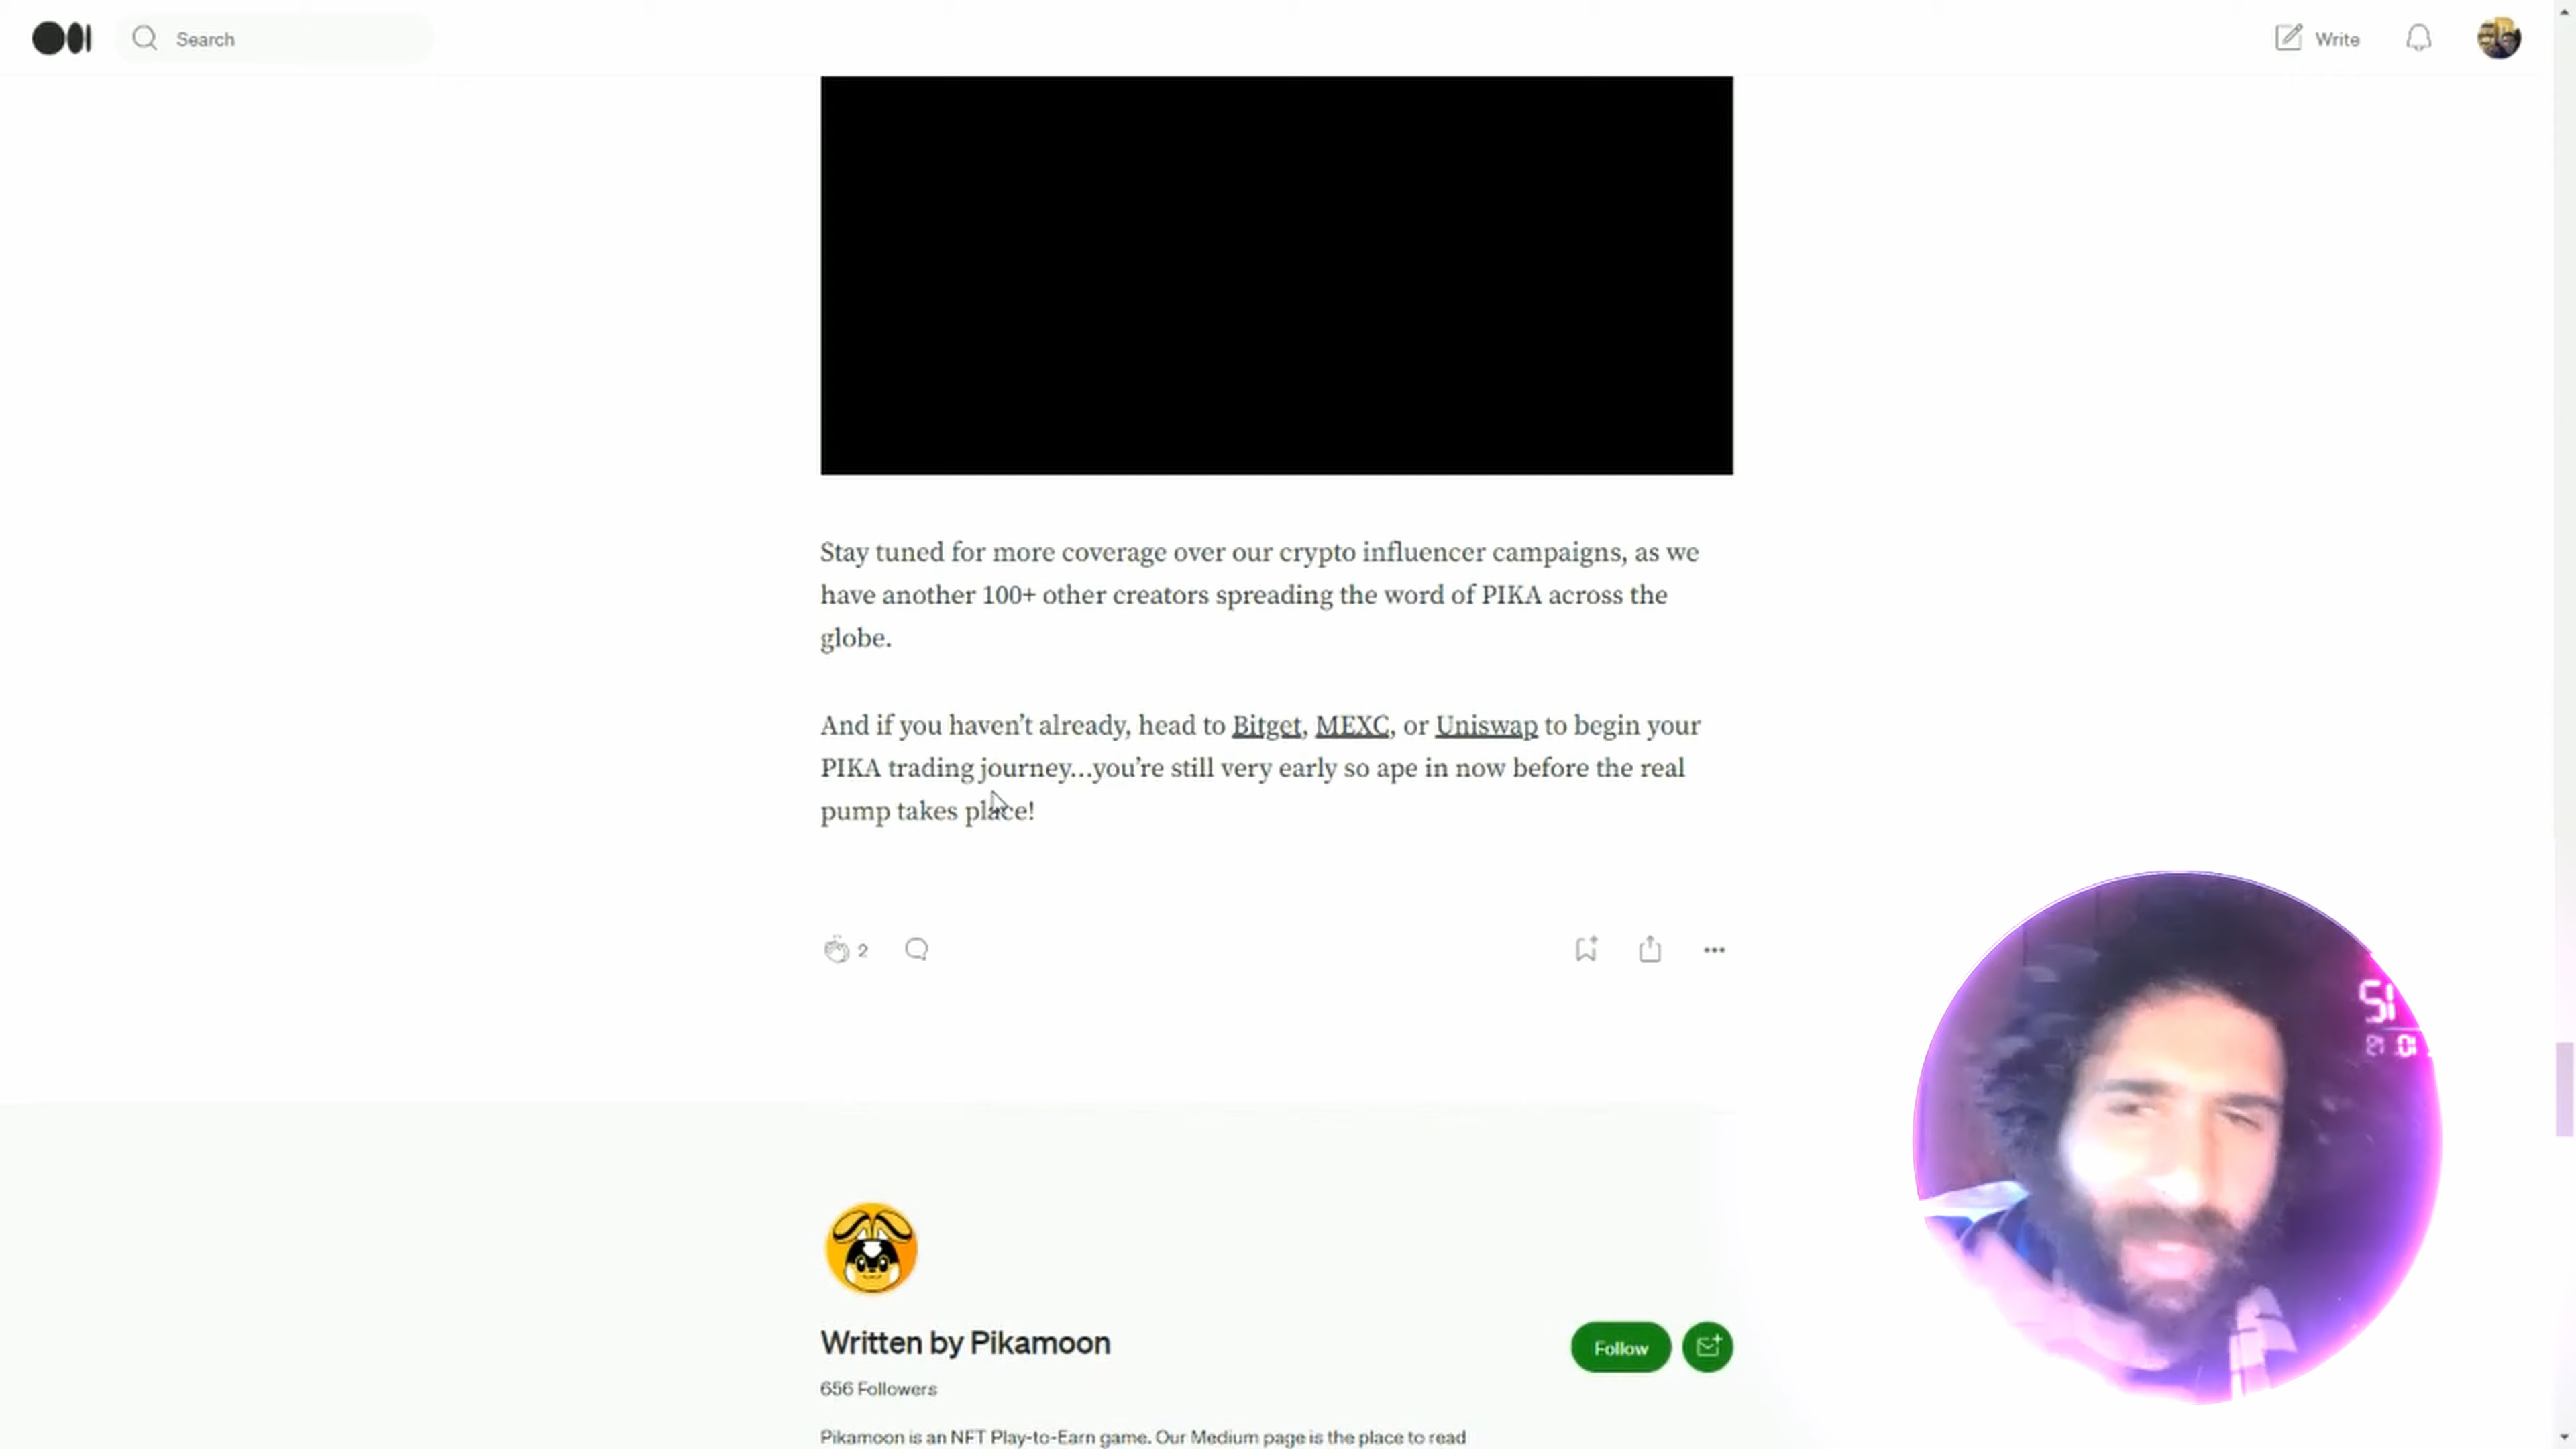 Search
Write
Stay tuned for more coverage over our crypto influencer campaigns, as we
have another 100+ other creators spreading the word of PIKA across the
globe.
And if you haven’t already, head to Bitget, MEXC, or Uniswap to begin your
PIKA trading journey…you’re still very early so ape in now before the real
pump takes place!
2
Written by Pikamoon
Follow
656 Followers
Pikamoon is an NFT Play-to-Earn game. Our Medium page is the place to read